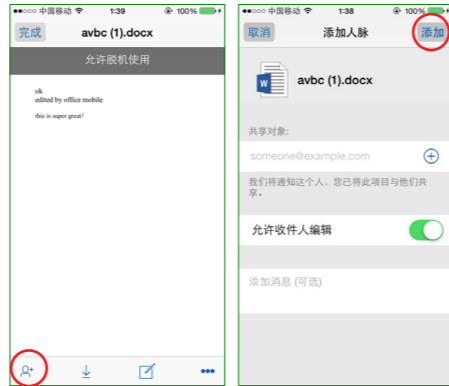 中国移动 1:39 100%
完成 avbc (1).docx
允许脱机使用
ok
edited by office mobile
this is super great!
中国移动 1:38 100%
取消 添加人脉 添加
avbc (1).docx
共享对象:
someone@example.com
我们将通知这个人，您已将此项目与他们共
享。
允许收件人编辑
添加消息 (可选)